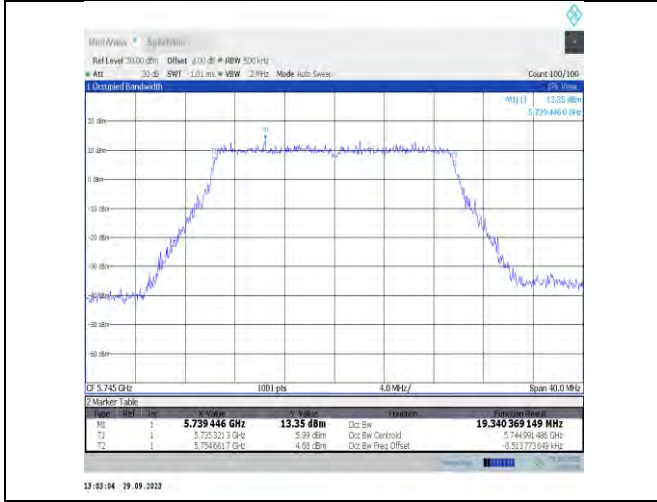 MultiView Spectrum
Ref Level 30.00 dBm Offset 2.00 dB RBW 500 kHz
Att 30 dB SWT 1.01 ms VBW 2 MHz Mode Auto Sweep Count 100/100
1 Occupied Bandwidth 1Pk View
M1[1] 13.35 dBm
5.739 446 0 GHz
20 dBm
M1
10 dBm
0 dBm
-10 dBm
-20 dBm
-30 dBm
-40 dBm
-50 dBm
-60 dBm
CF 5.745 GHz 1001 pts 4.0 MHz/ Span 40.0 MHz
2 Marker Table
Type Ref Trc X-Value Y-Value Function Function Result
M1 1 5.739 446 GHz 13.35 dBm Occ Bw 19.340 369 149 MHz
T1 1 5.735 321 3 GHz 5.99 dBm Occ Bw Centroid 5.744 991 486 GHz
T2 1 5.754 661 7 GHz 4.68 dBm Occ Bw Freq Offset -8.513 773 649 kHz
13:03:04 29.09.2023